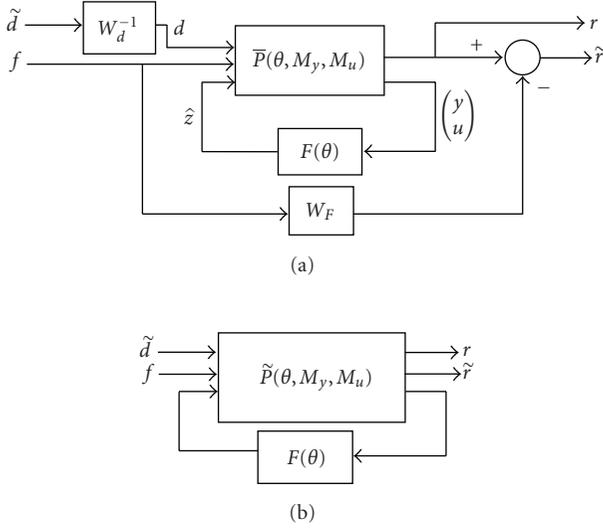 d̃ W_d^{-1} d
f P̅(θ, M_y, M_u) + r
r̃
−
ẑ (y u)
F(θ)
W_F
(a)
d̃ r
f P̃(θ, M_y, M_u) r̃
F(θ)
(b)